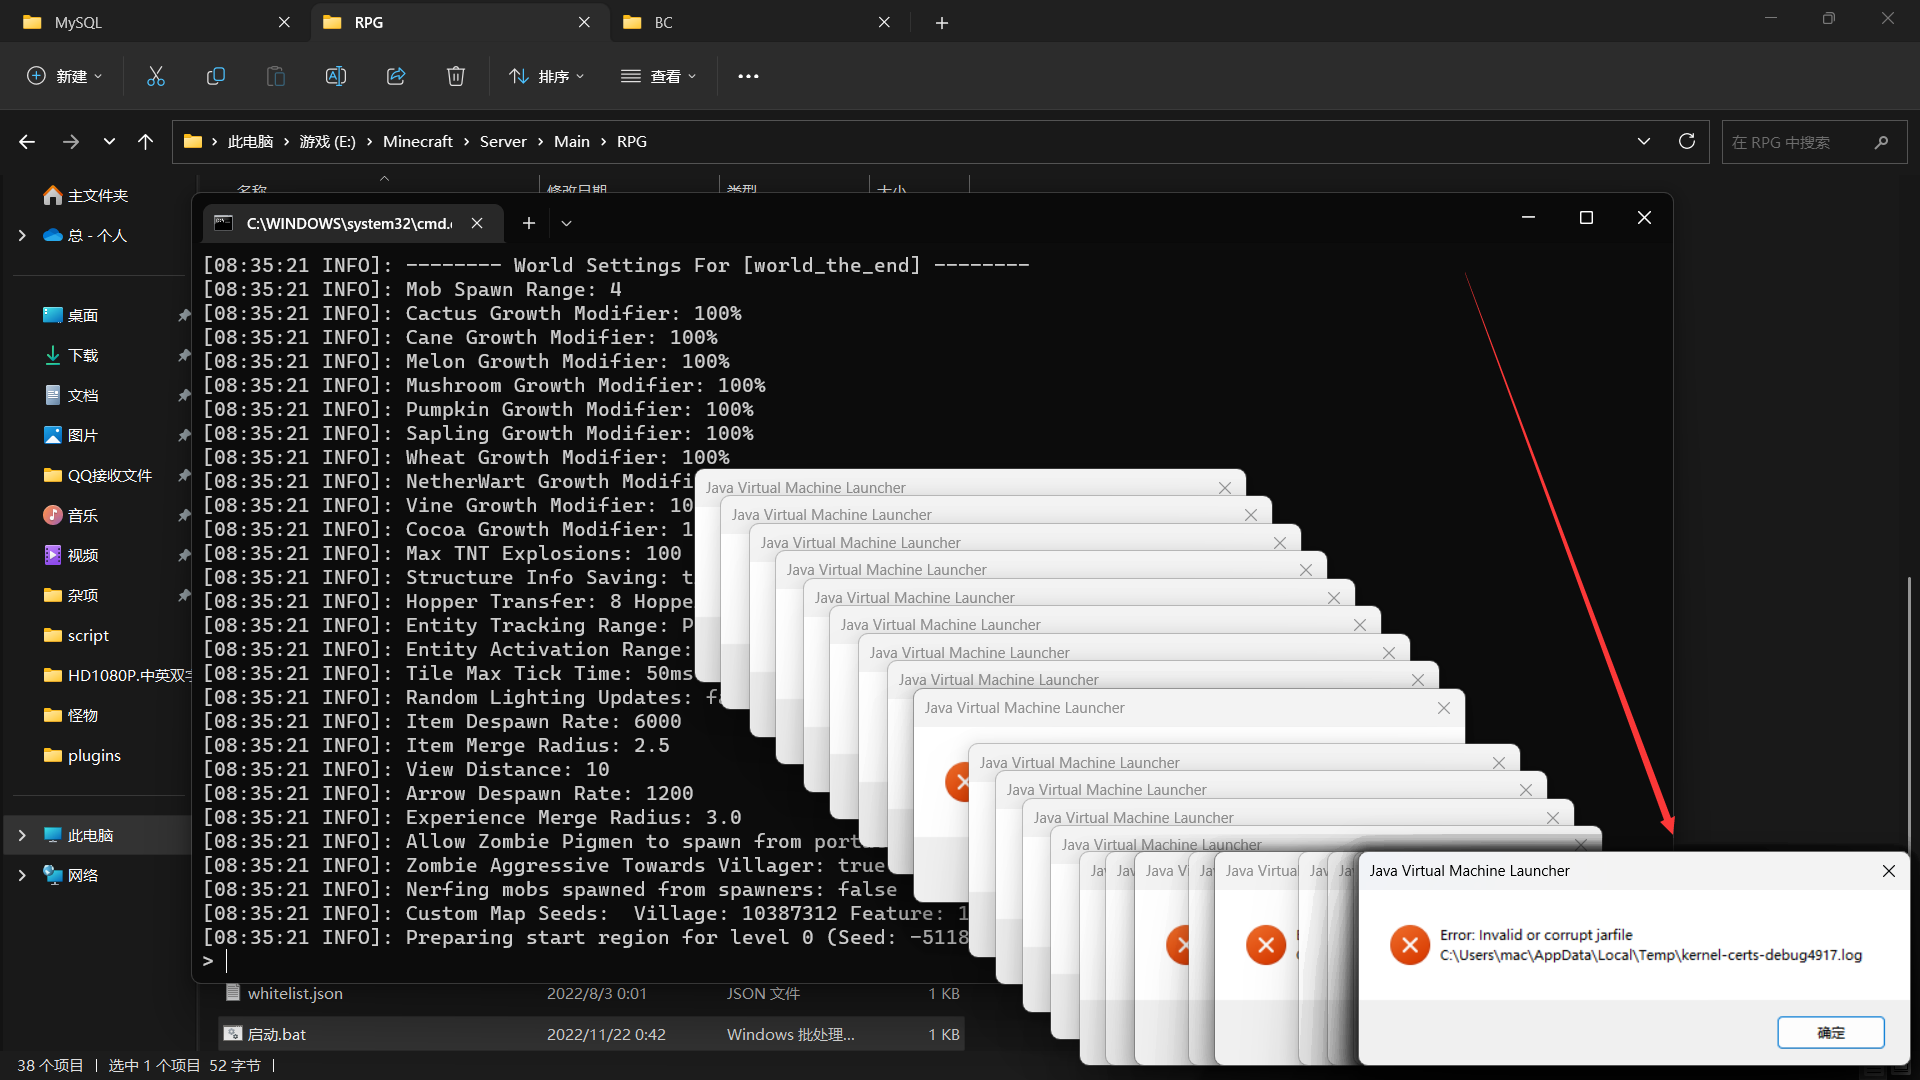 MySQL
RPG
BC
新建
排序
查看
此电脑 › 游戏 (E:) › Minecraft › Server › Main › RPG
在 RPG 中搜索
名称 修改日期 类型 大小
主文件夹
总 - 个人
桌面
下载
文档
图片
QQ接收文件
音乐
视频
杂项
script
HD1080P.中英双字
怪物
plugins
此电脑
网络
C:\WINDOWS\system32\cmd.
[08:35:21 INFO]: -------- World Settings For [world_the_end] --------
[08:35:21 INFO]: Mob Spawn Range: 4
[08:35:21 INFO]: Cactus Growth Modifier: 100%
[08:35:21 INFO]: Cane Growth Modifier: 100%
[08:35:21 INFO]: Melon Growth Modifier: 100%
[08:35:21 INFO]: Mushroom Growth Modifier: 100%
[08:35:21 INFO]: Pumpkin Growth Modifier: 100%
[08:35:21 INFO]: Sapling Growth Modifier: 100%
[08:35:21 INFO]: Wheat Growth Modifier: 100%
[08:35:21 INFO]: NetherWart Growth Modifi
[08:35:21 INFO]: Vine Growth Modifier: 10
[08:35:21 INFO]: Cocoa Growth Modifier: 1
[08:35:21 INFO]: Max TNT Explosions: 100
[08:35:21 INFO]: Structure Info Saving: t
[08:35:21 INFO]: Hopper Transfer: 8 Hoppe
[08:35:21 INFO]: Entity Tracking Range: P
[08:35:21 INFO]: Entity Activation Range:
[08:35:21 INFO]: Tile Max Tick Time: 50ms
[08:35:21 INFO]: Random Lighting Updates: fa
[08:35:21 INFO]: Item Despawn Rate: 6000
[08:35:21 INFO]: Item Merge Radius: 2.5
[08:35:21 INFO]: View Distance: 10
[08:35:21 INFO]: Arrow Despawn Rate: 1200
[08:35:21 INFO]: Experience Merge Radius: 3.0
[08:35:21 INFO]: Allow Zombie Pigmen to spawn from port
[08:35:21 INFO]: Zombie Aggressive Towards Villager: true
[08:35:21 INFO]: Nerfing mobs spawned from spawners: false
[08:35:21 INFO]: Custom Map Seeds:  Village: 10387312 Feature: 1
[08:35:21 INFO]: Preparing start region for level 0 (Seed: -5118
>
Java Virtual Machine Launcher
Java Virtual Machine Launcher
Java Virtual Machine Launcher
Java Virtual Machine Launcher
Java Virtual Machine Launcher
Java Virtual Machine Launcher
Java Virtual Machine Launcher
Java Virtual Machine Launcher
Java Virtual Machine Launcher
Java Virtual Machine Launcher
Java Virtual Machine Launcher
Java Virtual Machine Launcher
Java Virtual Machine Launcher
Java Virtual
Java Virtual Machine Launcher
Error: Invalid or corrupt jarfile
C:\Users\mac\AppData\Local\Temp\kernel-certs-debug4917.log
确定
whitelist.json 2022/8/3 0:01 JSON 文件 1 KB
启动.bat 2022/11/22 0:42 Windows 批处理... 1 KB
38 个项目 | 选中 1 个项目 52 字节 |